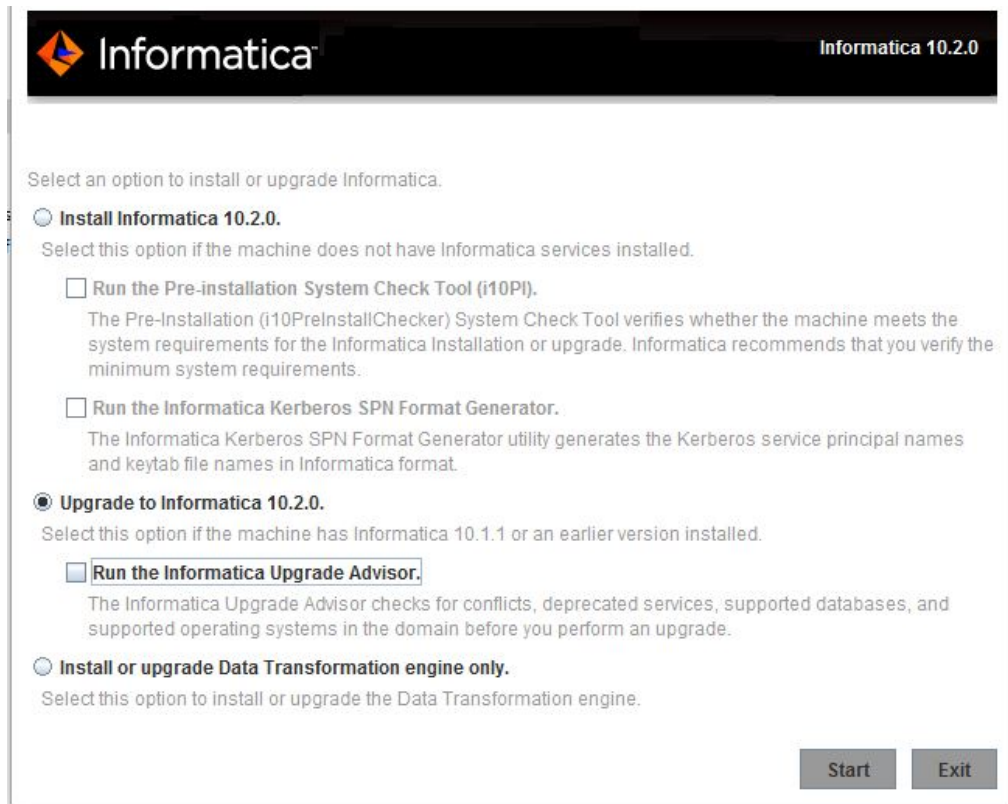 Informatica
Informatica 10.2.0
Select an option to install or upgrade Informatica.
Install Informatica 10.2.0.
Select this option if the machine does not have Informatica services installed.
Run the Pre-installation System Check Tool (i10PI).
The Pre-Installation (i10PreInstallChecker) System Check Tool verifies whether the machine meets the
system requirements for the Informatica Installation or upgrade. Informatica recommends that you verify the
minimum system requirements.
Run the Informatica Kerberos SPN Format Generator.
The Informatica Kerberos SPN Format Generator utility generates the Kerberos service principal names
and keytab file names in Informatica format.
Upgrade to Informatica 10.2.0.
Select this option if the machine has Informatica 10.1.1 or an earlier version installed.
Run the Informatica Upgrade Advisor.
The Informatica Upgrade Advisor checks for conflicts, deprecated services, supported databases, and
supported operating systems in the domain before you perform an upgrade.
Install or upgrade Data Transformation engine only.
Select this option to install or upgrade the Data Transformation engine.
Start
Exit